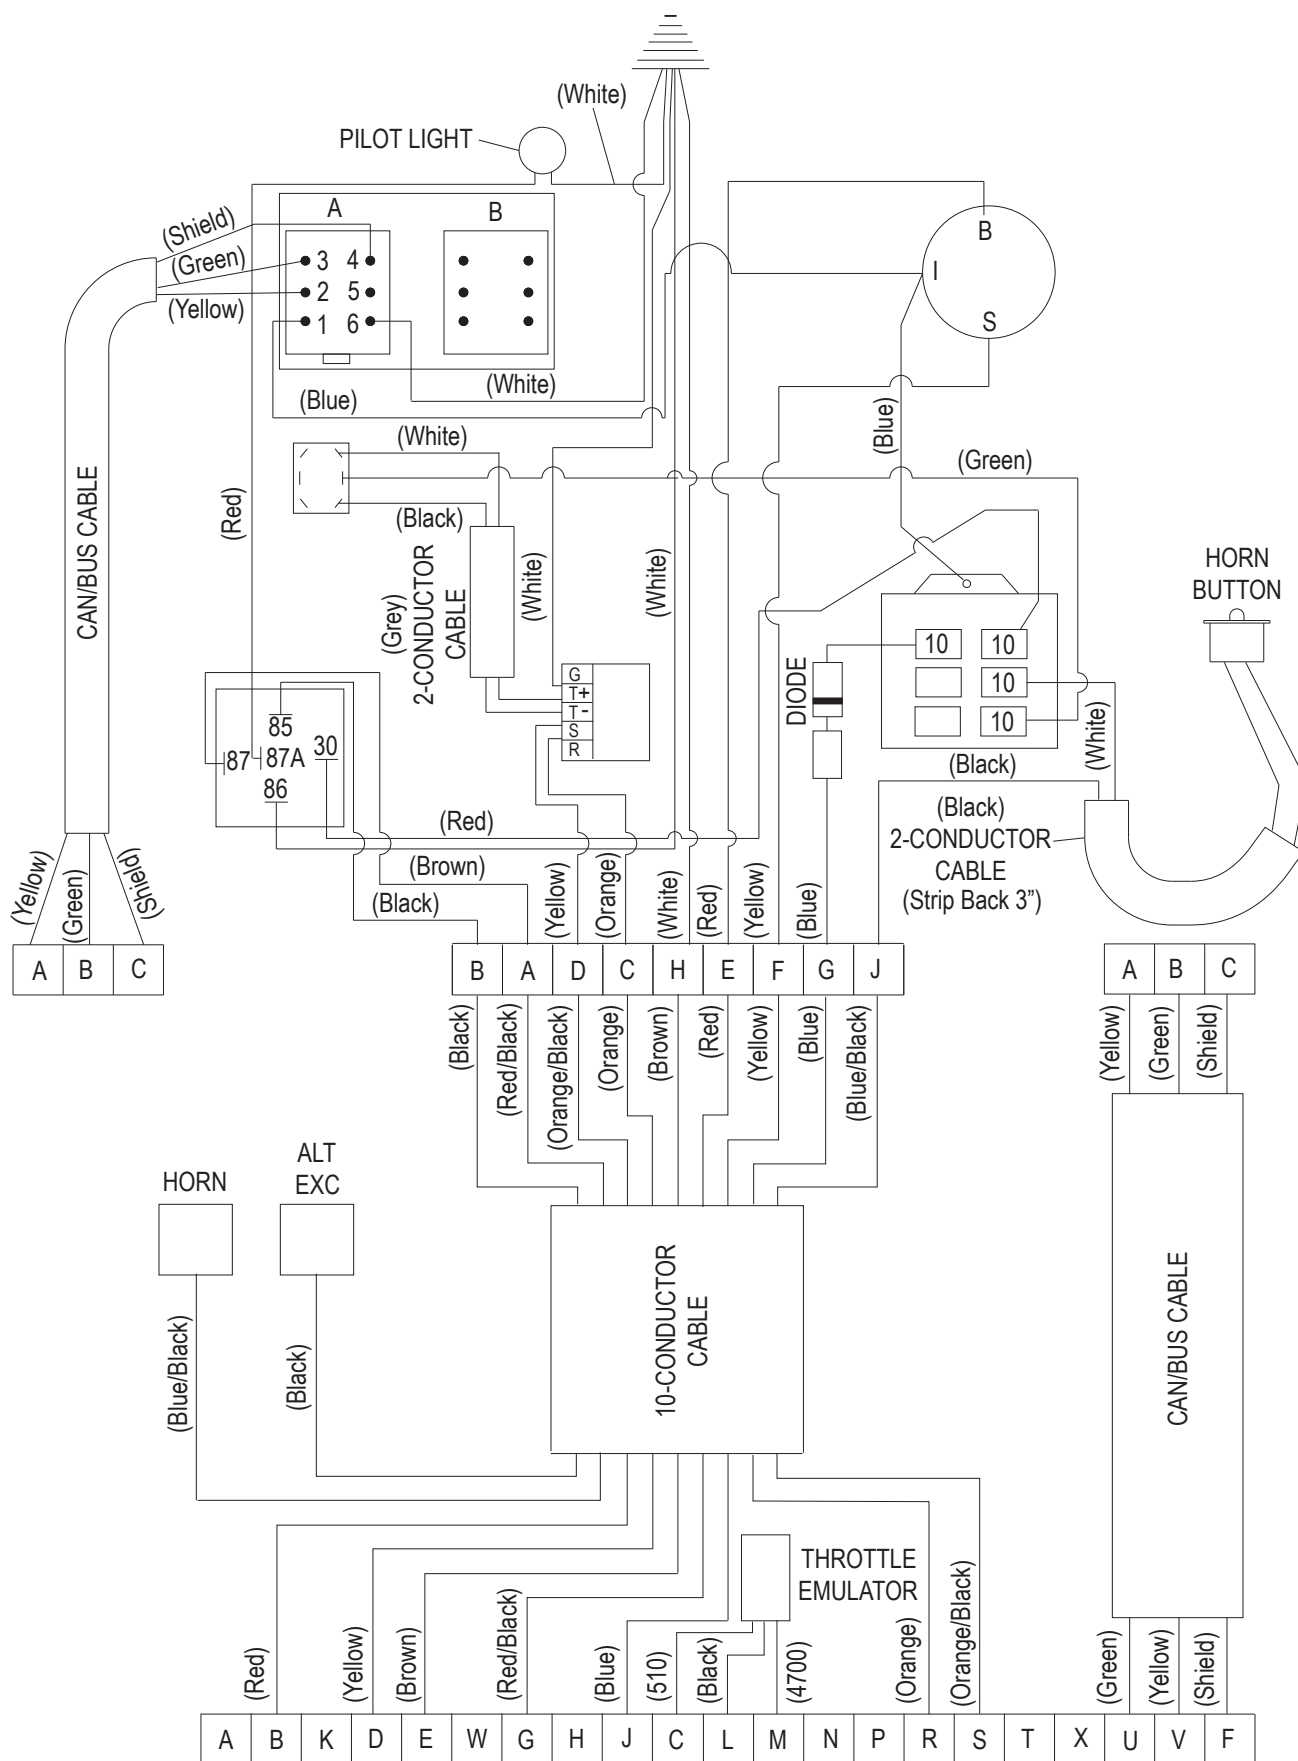 (White)
PILOT LIGHT
A
B
(Shield)
(Green)
(Yellow)
3 4
2 5
1 6
B
I
S
(White)
(Blue)
(Blue)
(White)
(Green)
(Black)
(Red)
CAN/BUS CABLE
(Grey)
2-CONDUCTOR
CABLE
(White)
(White)
HORN
BUTTON
10
10
10
10
DIODE
G
T+
T-
S
R
85
87
87A
30
86
(White)
(Black)
(Red)
(Black)
2-CONDUCTOR
CABLE
(Strip Back 3”)
(Brown)
(Black)
(Yellow)
(Green)
(Shield)
(Yellow)
(Orange)
(White)
(Red)
(Yellow)
(Blue)
A B C
B A D C H E F G J
A B C
(Black)
(Red/Black)
(Orange/Black)
(Orange)
(Brown)
(Red)
(Yellow)
(Blue)
(Blue/Black)
(Yellow)
(Green)
(Shield)
HORN
ALT
EXC
10-CONDUCTOR
CABLE
CAN/BUS CABLE
(Blue/Black)
(Black)
THROTTLE
EMULATOR
(Red)
(Yellow)
(Brown)
(Red/Black)
(Blue)
(510)
(Black)
(4700)
(Orange)
(Orange/Black)
(Green)
(Yellow)
(Shield)
A B K D E W G H J C L M N P R S T X U V F